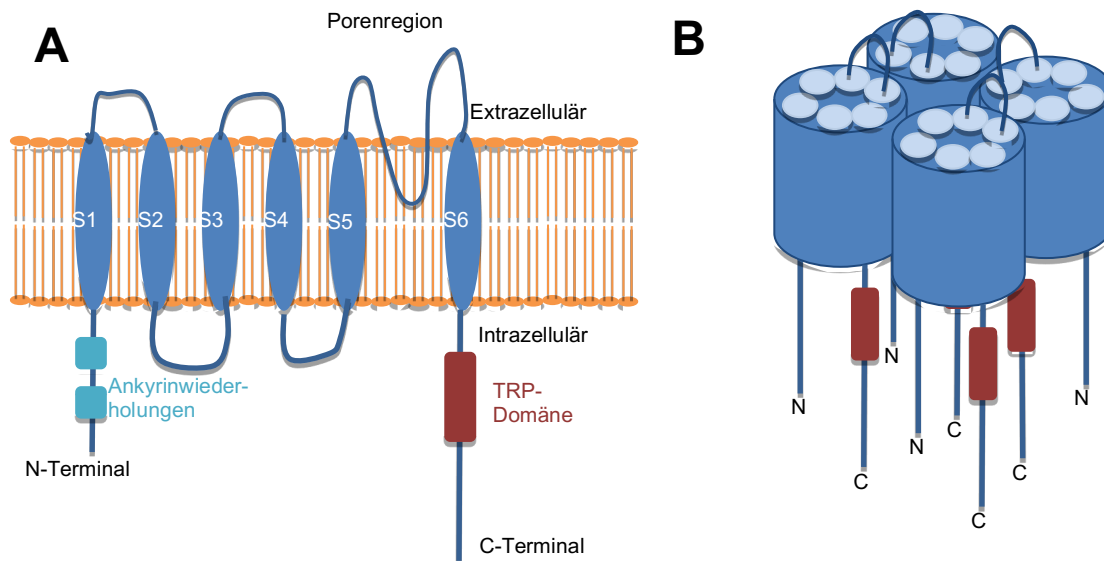 A
Porenregion
Extrazellulär
S1
S2
S3
S4
S5
S6
Intrazellulär
Ankyrinwieder-
holungen
TRP-
Domäne
N-Terminal
C-Terminal
B
N
N
N
N
C
C
C
C